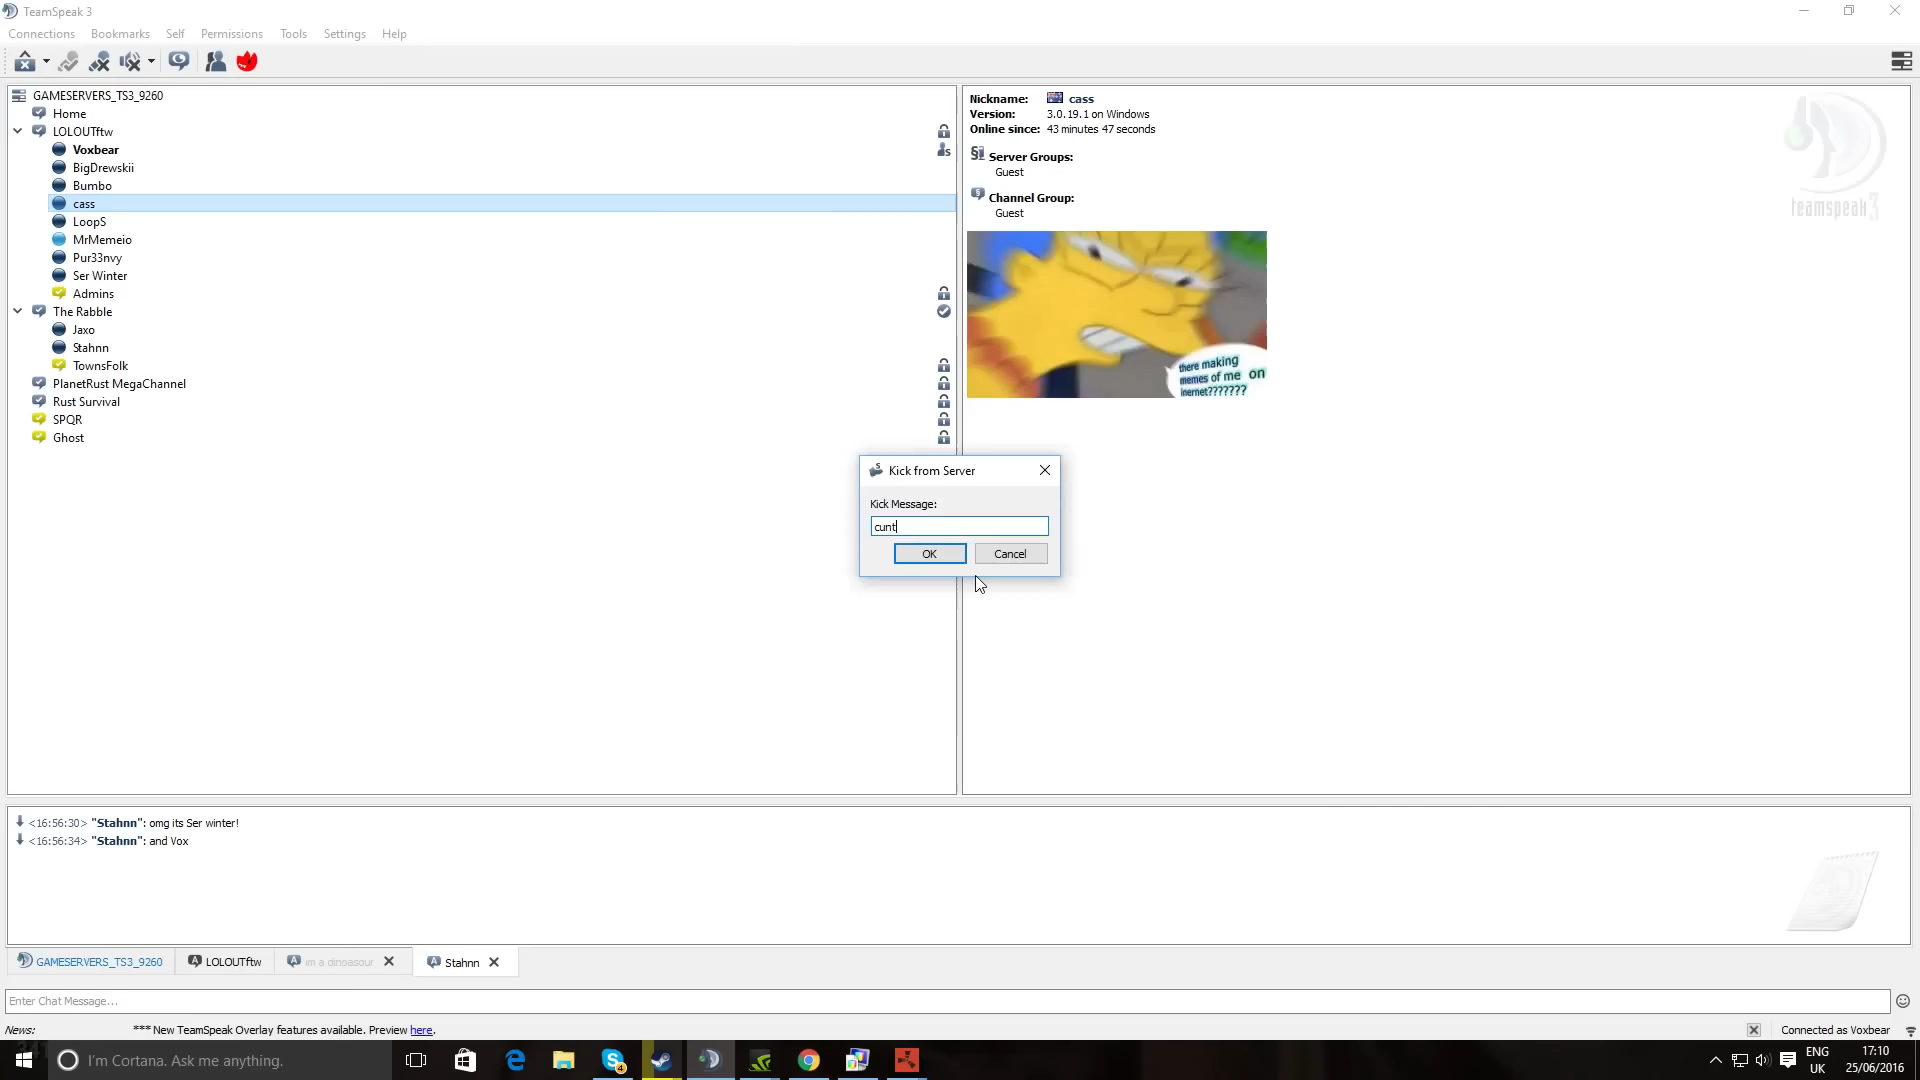 TeamSpeak 3
Connections Bookmarks Self Permissions Tools Settings Help
GAMESERVERS_TS3_9260
Home
LOLOUTftw
Voxbear
BigDrewskii
Bumbo
cass
LoopS
MrMemeio
Pur33nvy
Ser Winter
Admins
The Rabble
Jaxo
Stahnn
TownsFolk
PlanetRust MegaChannel
Rust Survival
SPQR
Ghost
Nickname: cass
Version: 3.0.19.1 on Windows
Online since: 43 minutes 47 seconds
Server Groups:
Guest
Channel Group:
Guest
teamspeak 3
there making
memes of me on
inernet???????
Kick from Server
Kick Message:
cunt
OK Cancel
<16:56:30> "Stahnn": omg its Ser winter!
<16:56:34> "Stahnn": and Vox
GAMESERVERS_TS3_9260 LOLOUTftw im a dinoasour Stahnn
Enter Chat Message...
News: *** New TeamSpeak Overlay features available. Preview here. Connected as Voxbear
I'm Cortana. Ask me anything.
4
ENG
UK
17:10
25/06/2016